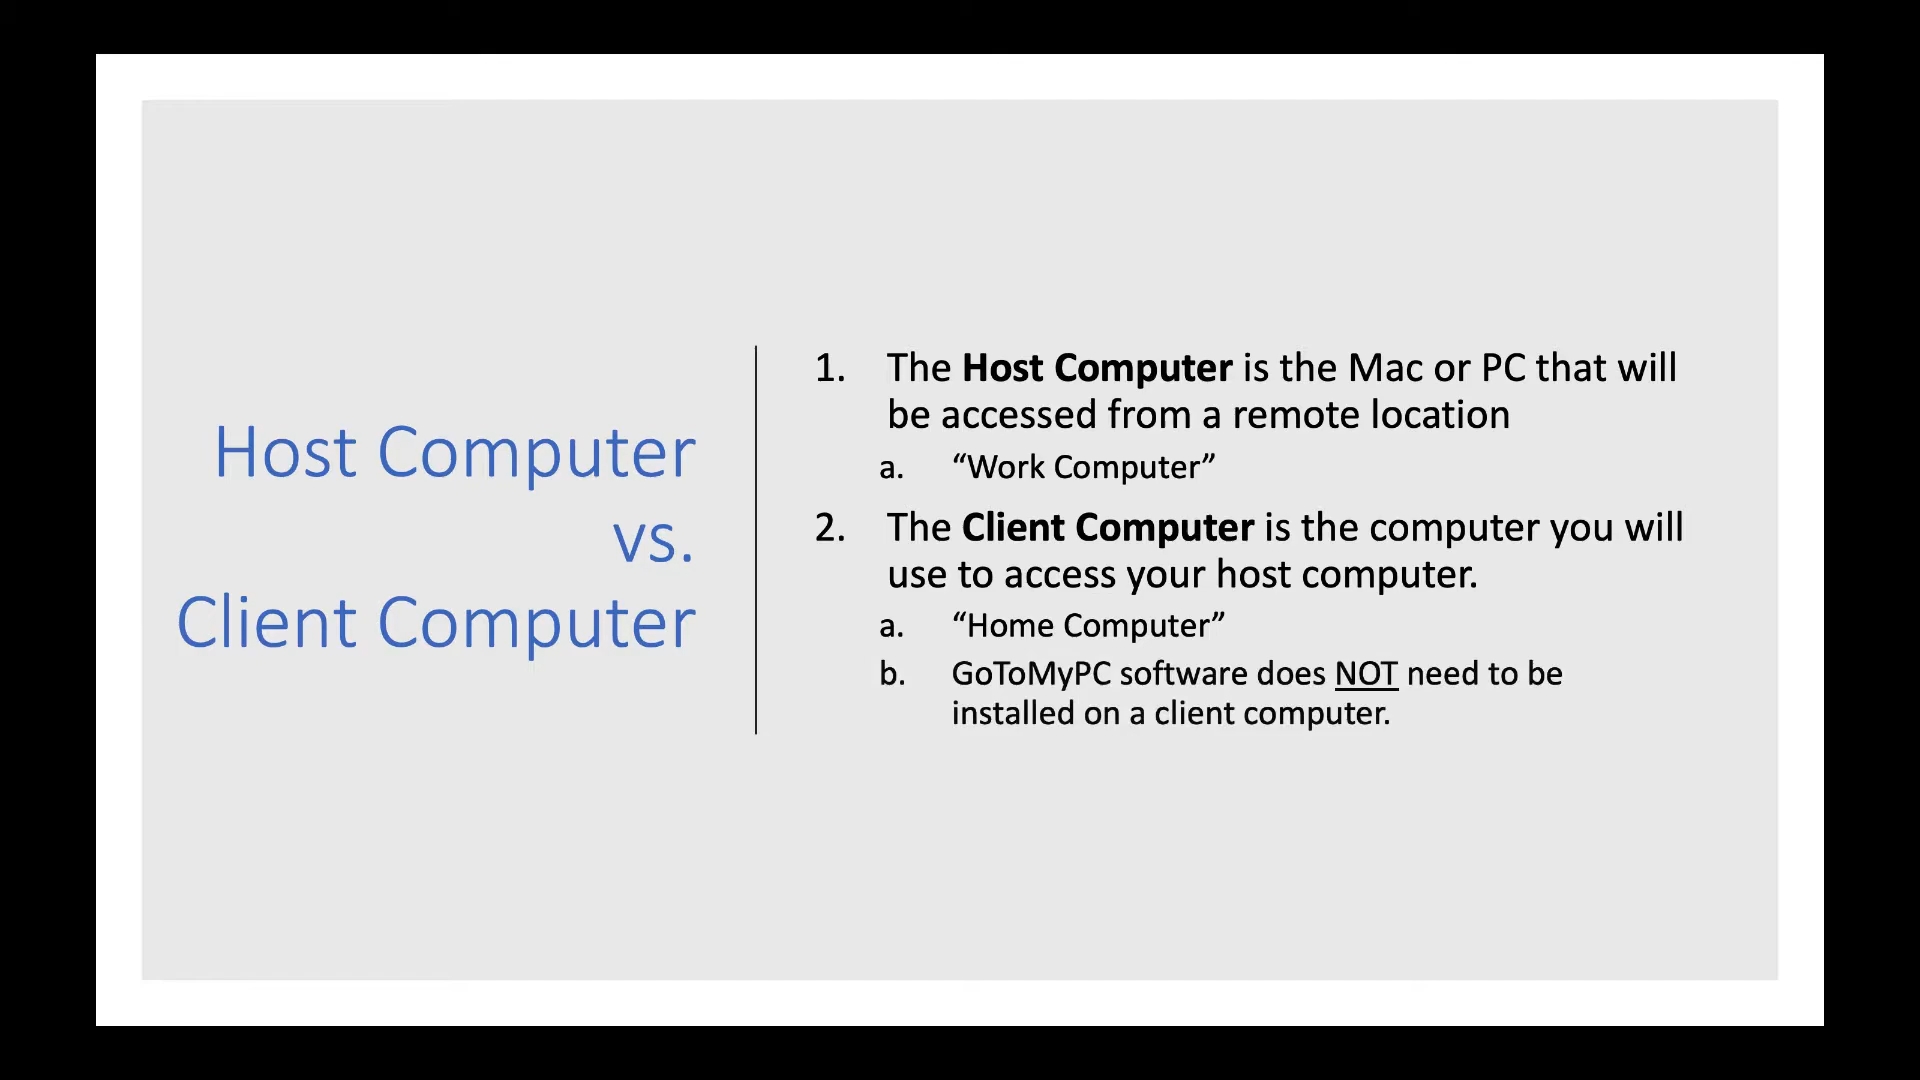 Host Computer
vs.
Client Computer
1. The Host Computer is the Mac or PC that will
be accessed from a remote location
a. “Work Computer”
2. The Client Computer is the computer you will
use to access your host computer.
a. “Home Computer”
b. GoToMyPC software does NOT need to be
installed on a client computer.